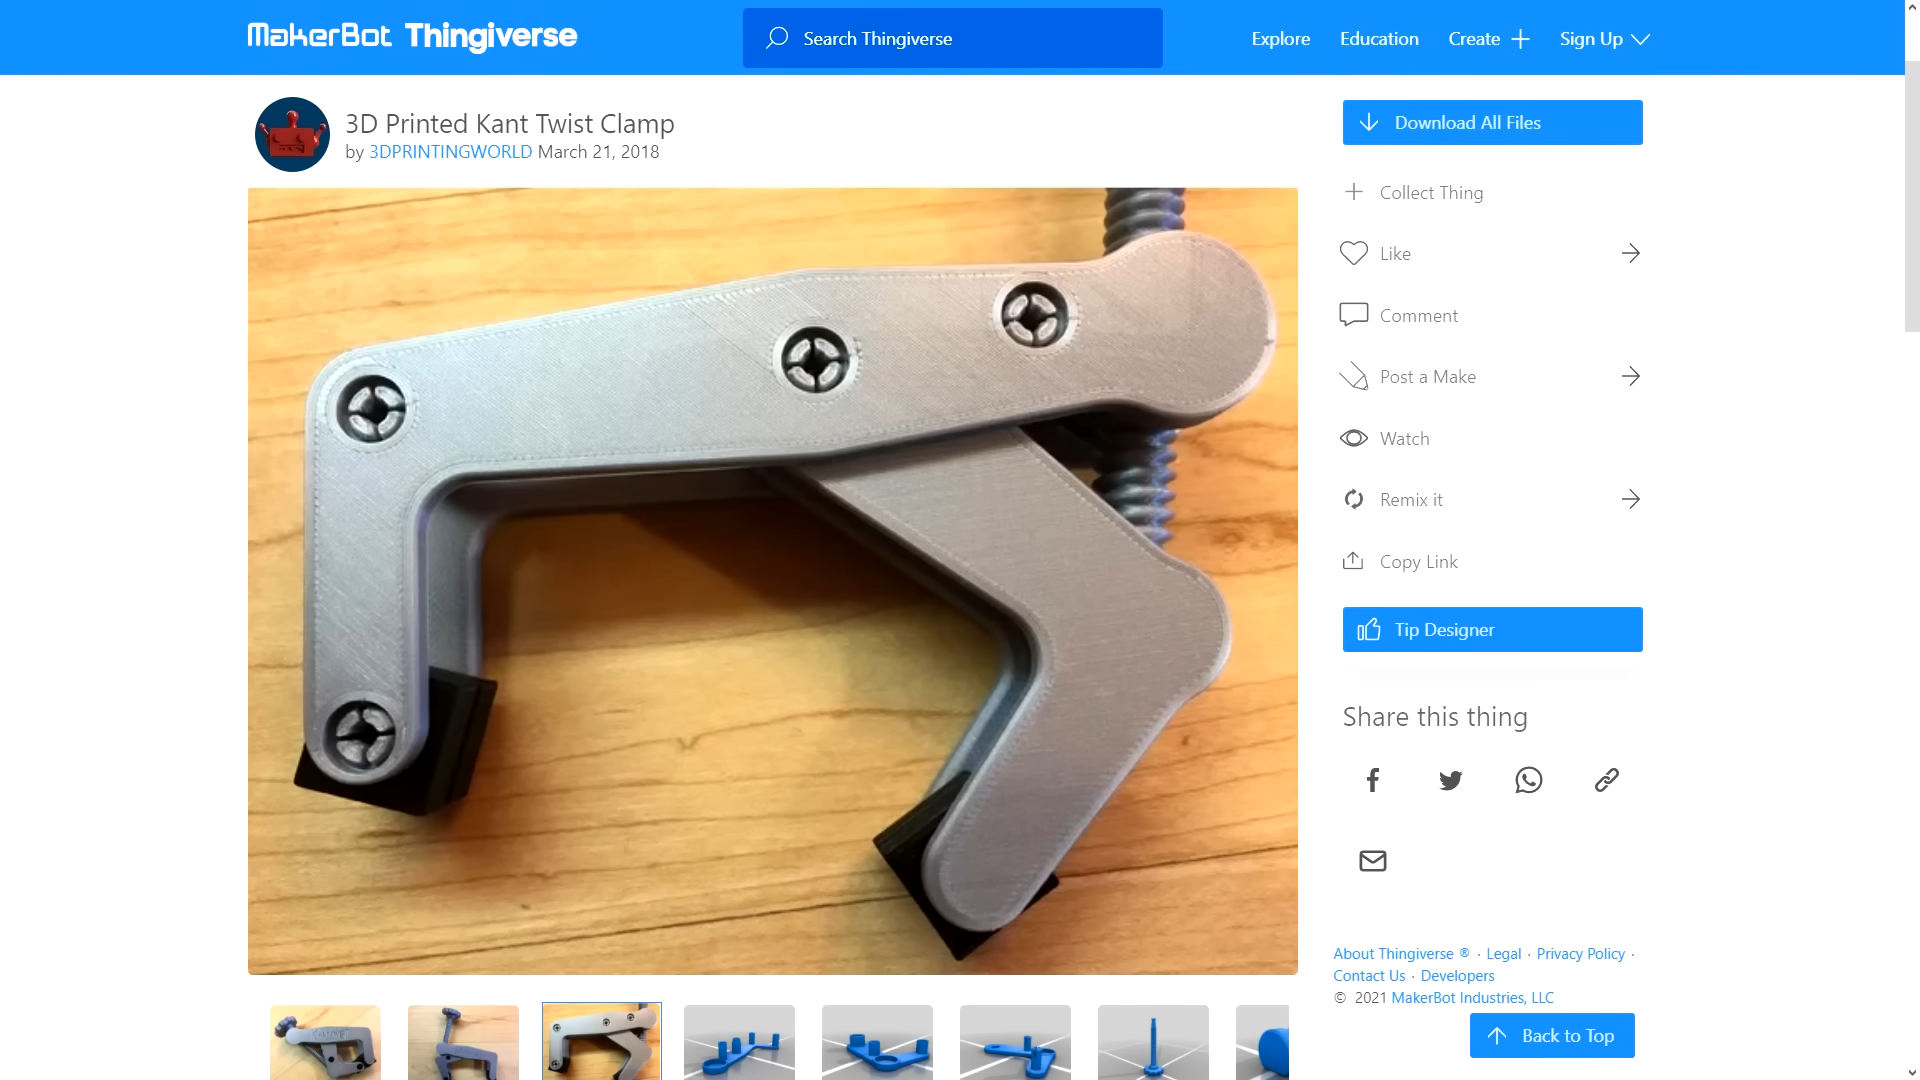 MakerBot Thingiverse
Search Thingiverse
Explore
Education
Create
Sign Up
3D Printed Kant Twist Clamp
by 3DPRINTINGWORLD March 21, 2018
Download All Files
Collect Thing
Like
Comment
Post a Make
Watch
Remix it
Copy Link
Tip Designer
Share this thing
About Thingiverse ® · Legal · Privacy Policy ·
Contact Us · Developers
© 2021 MakerBot Industries, LLC
Back to Top